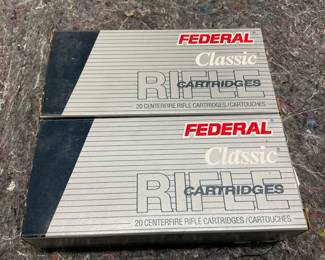 FEDERAL
Classic
RIFLE
CARTRIDGES
20 CENTERFIRE RIFLE CARTRIDGES/CARTOUCHES
FEDERAL
Classic
RIFLE
CARTRIDGES
20 CENTERFIRE RIFLE CARTRIDGES/CARTOUCHES